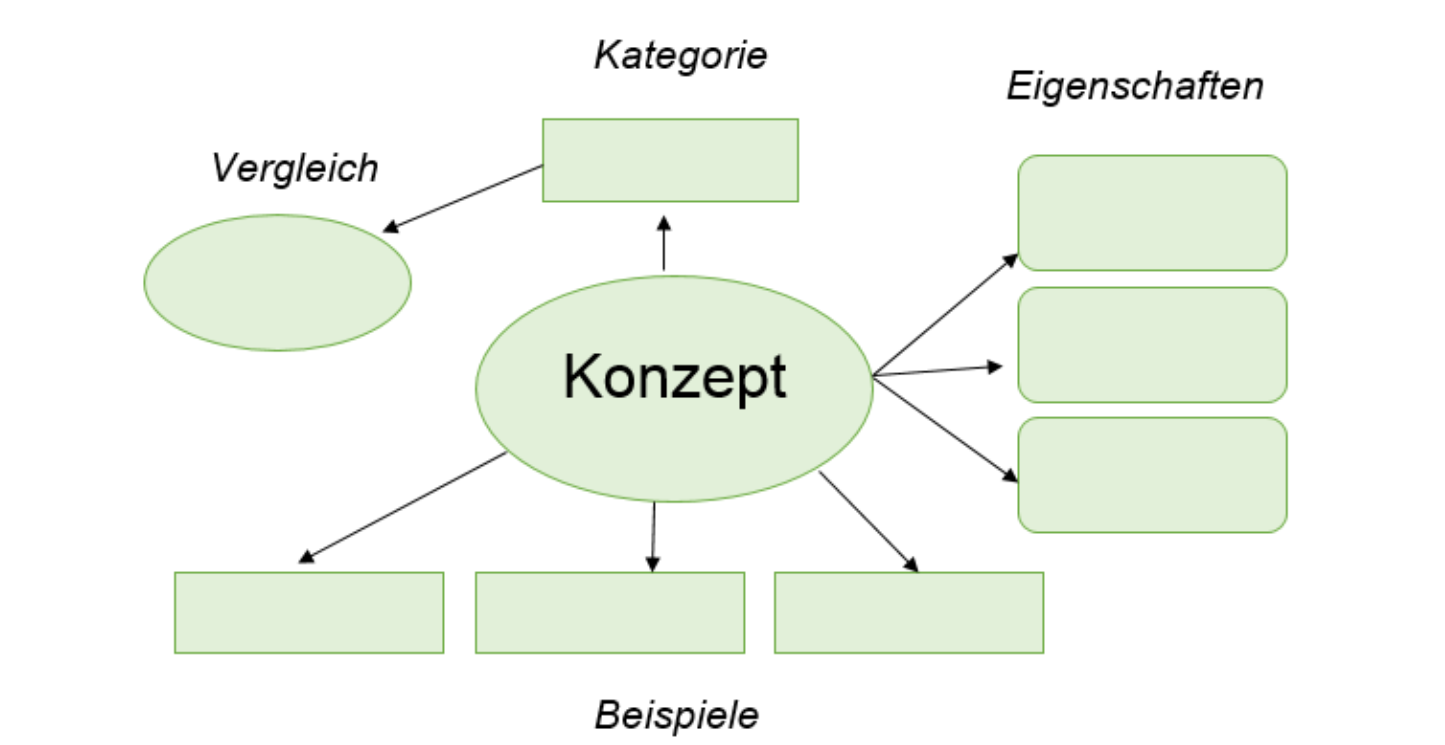 Kategorie
Eigenschaften
Vergleich
Konzept
Beispiele